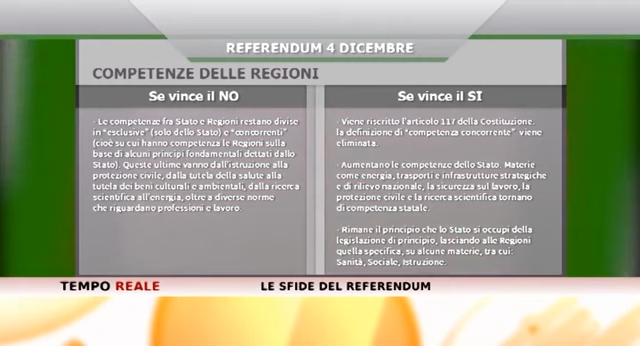 REFERENDUM 4 DICEMBRE
COMPETENZE DELLE REGIONI
Se vince il NO
- Le competenze fra Stato e Regioni restano divise
in "esclusive" (solo dello Stato) e "concorrenti"
(cioè su cui hanno competenza le Regioni sulla
base di alcuni principi fondamentali dettati dallo
Stato). Queste ultime vanno dall'istruzione alla
protezione civile, dalla tutela della salute alla
tutela dei beni culturali e ambientali, dalla ricerca
scientifica all'energia, oltre a diverse norme
che riguardano professioni e lavoro.
Se vince il SI
- Viene riscritto l'articolo 117 della Costituzione.
la definizione di "competenza concorrente" viene
eliminata.
- Aumentano le competenze dello Stato. Materie
come energia, trasporti e infrastrutture strategiche
e di rilievo nazionale, la sicurezza sul lavoro, la
protezione civile e la ricerca scientifica tornano
di competenza statale.
- Rimane il principio che lo Stato si occupi della
legislazione di principio, lasciando alle Regioni
quella specifica, su alcune materie, tra cui:
Sanità, Sociale, Istruzione.
TEMPO REALE
LE SFIDE DEL REFERENDUM